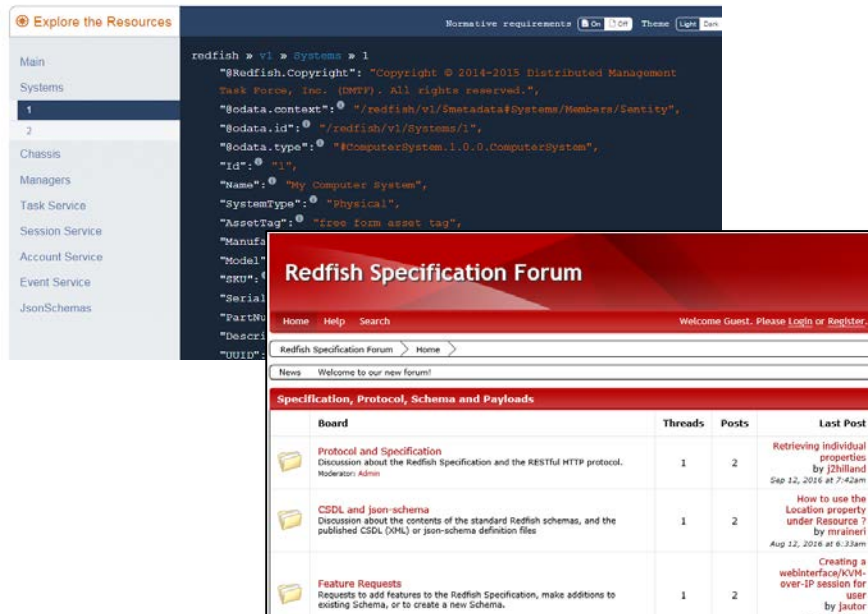 Explore the Resources
Normative requirements On Off Theme Light Dark
Main
Systems
1
2
Chassis
Managers
Task Service
Session Service
Account Service
Event Service
JsonSchemas
redfish » v1 » Systems » 1
"@Redfish.Copyright": "Copyright © 2014-2015 Distributed Management
Task Force, Inc. (DMTF). All rights reserved.",
"@odata.context": "/redfish/v1/$metadata#Systems/Members/$entity",
"@odata.id": "/redfish/v1/Systems/1",
"@odata.type": "#ComputerSystem.1.0.0.ComputerSystem",
"Id": "1",
"Name": "My Computer System",
"SystemType": "Physical",
"AssetTag": "free form asset tag",
"Manufa
"Model"
"SKU":
"Serial
"PartNu
"Descri
"UUID":
Redfish Specification Forum
Home Help Search Welcome Guest. Please Login or Register.
Redfish Specification Forum Home
News Welcome to our new forum!
Specification, Protocol, Schema and Payloads
Board Threads Posts Last Post
Protocol and Specification
Discussion about the Redfish Specification and the RESTful HTTP protocol.
Moderator: Admin
1 2
Retrieving individual
properties
by j2hilland
Sep 12, 2016 at 7:42am
CSDL and json-schema
Discussion about the contents of the standard Redfish schemas, and the
published CSDL (XML) or json-schema definition files
1 2
How to use the
Location property
under Resource ?
by mraineri
Aug 12, 2016 at 6:33am
Feature Requests
Requests to add features to the Redfish Specification, make additions to
existing Schema, or to create a new Schema.
1 2
Creating a
webinterface/KVM-
over-IP session for
user
by jautor